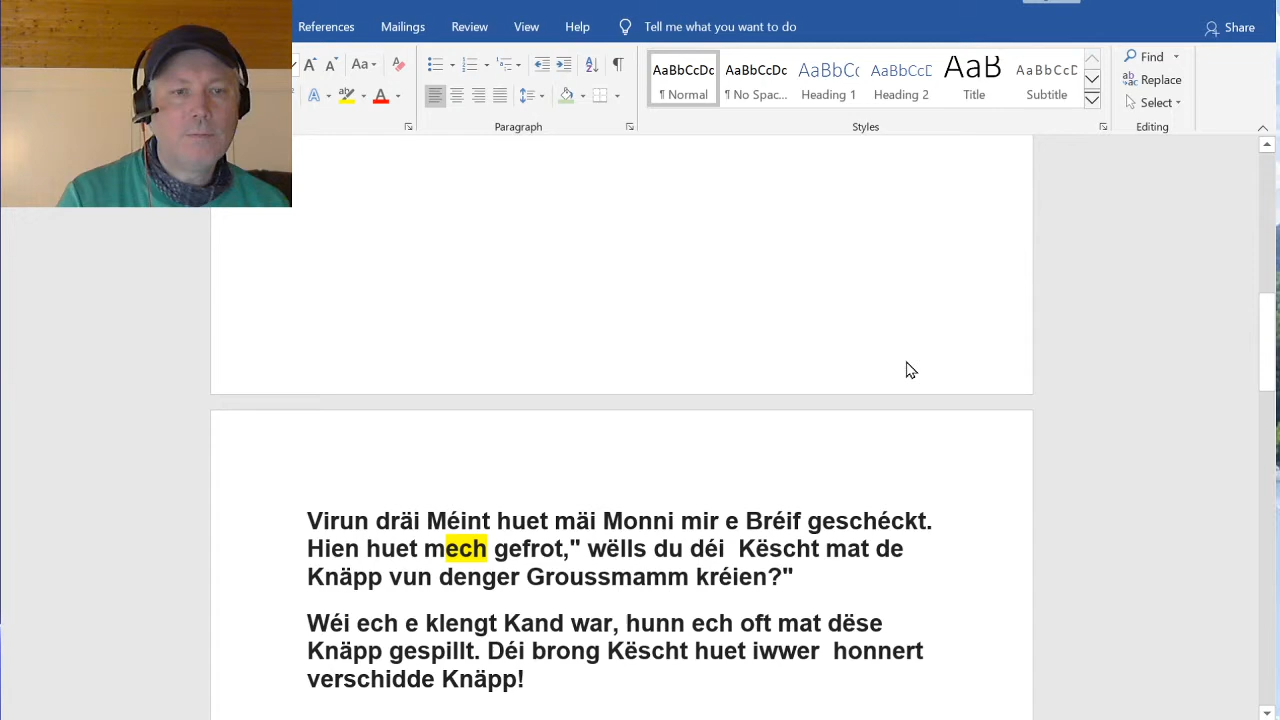 References Mailings Review View Help Tell me what you want to do Share
Aa
AaBbCcDc AaBbCcDc AaBbCc AaBbCcD AaB AaBbCcD
Find
Replace
Select
¶ Normal ¶ No Spac... Heading 1 Heading 2 Title Subtitle
Paragraph Styles Editing
Virun dräi Méint huet mäi Monni mir e Bréif geschéckt.
Hien huet mech gefrot," wëlls du déi Këscht mat de
Knäpp vun denger Groussmamm kréien?"
Wéi ech e klengt Kand war, hunn ech oft mat dëse
Knäpp gespillt. Déi brong Këscht huet iwwer honnert
verschidde Knäpp!